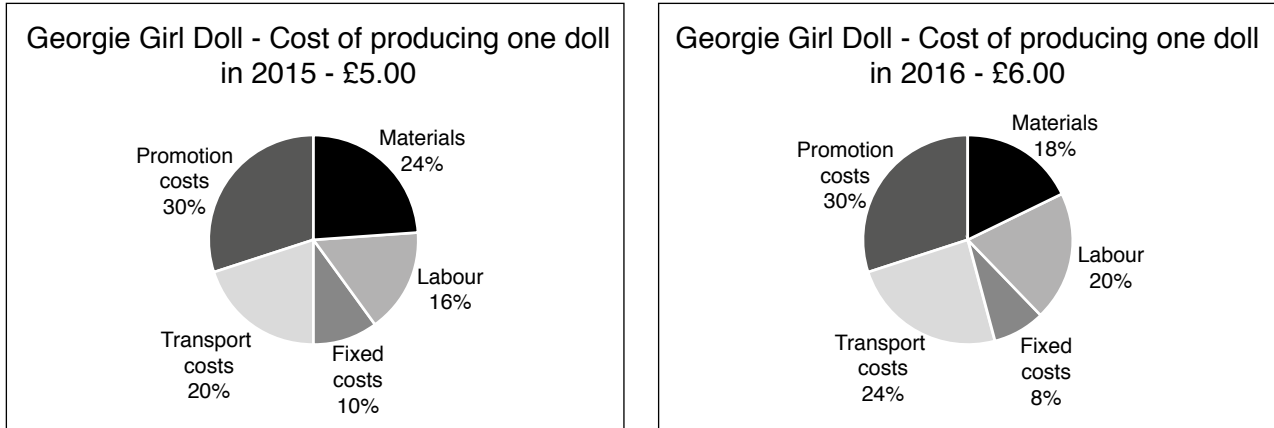 Georgie Girl Doll - Cost of producing one doll
in 2015 - £5.00
Materials
24%
Labour
16%
Fixed
costs
10%
Transport
costs
20%
Promotion
costs
30%
Georgie Girl Doll - Cost of producing one doll
in 2016 - £6.00
Materials
18%
Labour
20%
Fixed
costs
8%
Transport
costs
24%
Promotion
costs
30%